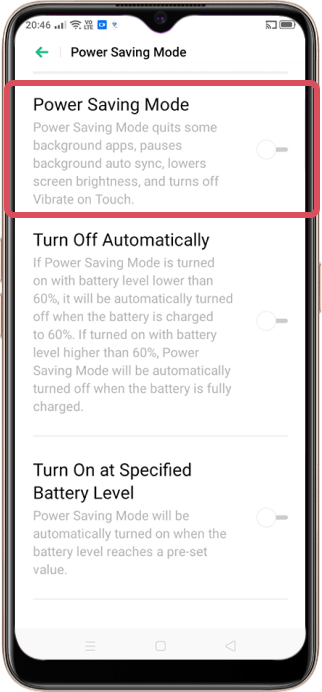 20:46
VO
LTE
Power Saving Mode
Power Saving Mode
Power Saving Mode quits some
background apps, pauses
background auto sync, lowers
screen brightness, and turns off
Vibrate on Touch.
Turn Off Automatically
If Power Saving Mode is turned
on with battery level lower than
60%, it will be automatically turned
off when the battery is charged
to 60%. If turned on with battery
level higher than 60%, Power
Saving Mode will be automatically
turned off when the battery is fully
charged.
Turn On at Specified
Battery Level
Power Saving Mode will be
automatically turned on when the
battery level reaches a pre-set
value.